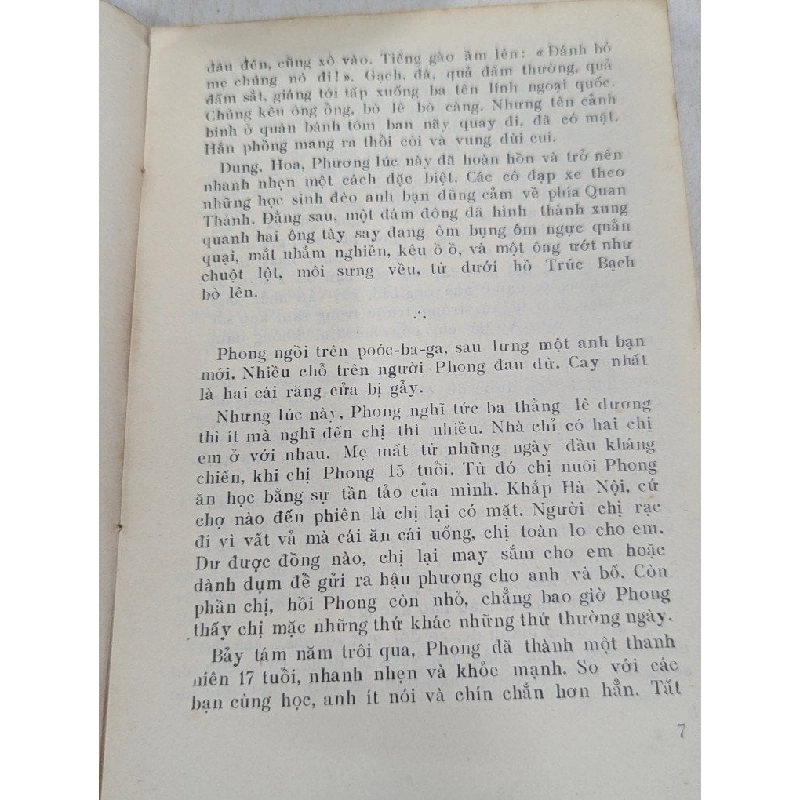 đâu đến, cũng xô vào. Tiếng gào ầm lên: «Đánh bỏ
mẹ chúng nó đi!». Gạch, đá, quả đấm thường, quả
đấm sắt, giáng tới tấp xuống ba tên lính ngoại quốc.
Chúng kêu ông ổng, bò lê bò càng. Nhưng tên cảnh
binh ở quán bánh tôm ban nãy quay đi, đã có mặt.
Hắn phồng mang ra thổi còi và vung dùi cui.
Dung, Hoa, Phương lúc này đã hoàn hồn và trở nên
nhanh nhẹn một cách đặc biệt. Các cô đạp xe theo
những học sinh đèo anh bạn dũng cảm về phía Quan
Thánh. Đằng sau, một đám đông đã hình thành xung
quanh hai ông tây say đang ôm bụng ôm ngực quằn
quại, mắt nhắm nghiền, kêu ồ ồ, và một ông ướt như
chuột lột, môi sưng vều, từ dưới hồ Trúc Bạch
bò lên.
Phong ngồi trên poóc-ba-ga, sau lưng một anh bạn
mới. Nhiều chỗ trên người Phong đau dừ. Cay nhất
là hai cái răng cửa bị gẫy.
Nhưng lúc này, Phong nghĩ tức ba thằng lê dương
thì ít mà nghĩ đến chị thì nhiều. Nhà chỉ có hai chị
em ở với nhau. Mẹ mất từ những ngày đầu kháng
chiến, khi chị Phong 15 tuổi. Từ đó chị nuôi Phong
ăn học bằng sự tần tảo của mình. Khắp Hà Nội, cứ
chợ nào đến phiên là chị lại có mặt. Người chị rạc
đi vì vất vả mà cái ăn cái uống, chị toàn lo cho em.
Dư được đồng nào, chị lại may sắm cho em hoặc
dành dụm để gửi ra hậu phương cho anh và bố. Còn
phần chị, hồi Phong còn nhỏ, chẳng bao giờ Phong
thấy chị mặc những thứ khác những thứ thường ngày.
Bảy tám năm trôi qua, Phong đã thành một thanh
niên 17 tuổi, nhanh nhẹn và khỏe mạnh. So với các
bạn cùng học, anh ít nói và chín chắn hơn hẳn. Tất
7